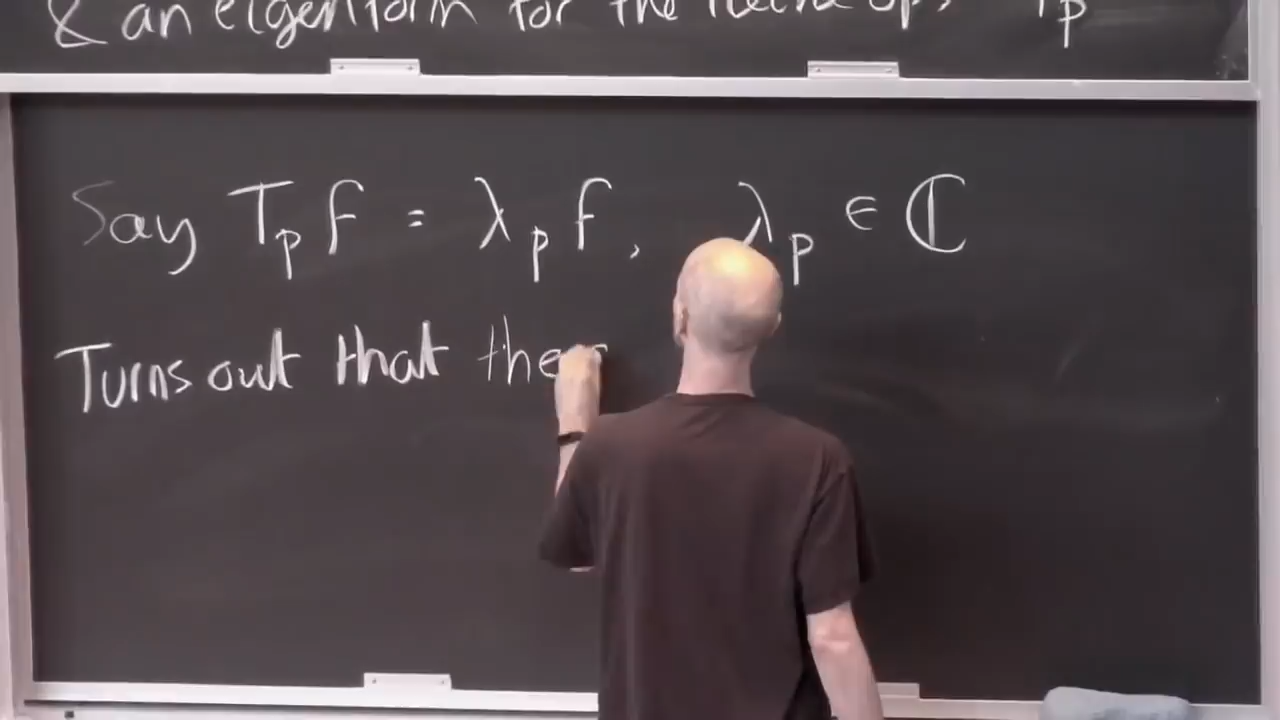 & an eigenform for the Hecke ops T_p
Say T_p f = λ_p f, λ_p ∈ ℂ
Turns out that the